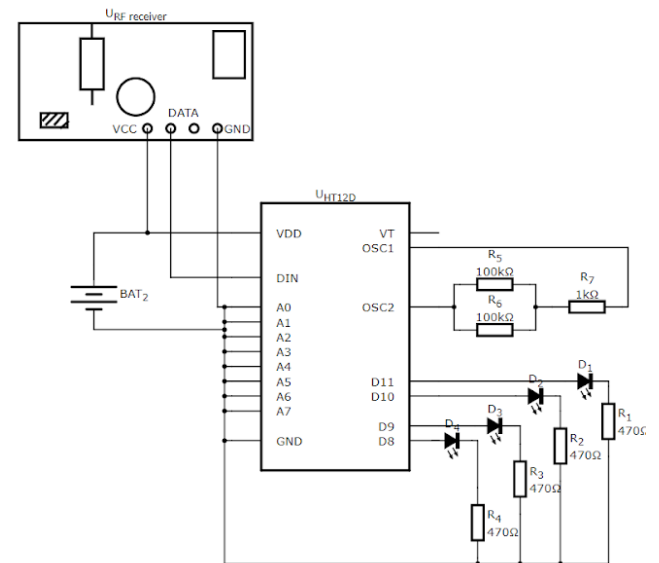 URF receiver
DATA
VCC
GND
UHT12D
VDD
VT
OSC1
R5
100kΩ
R7
1kΩ
DIN
BAT2
A0
OSC2
R6
100kΩ
A1
A2
A3
A4
A5
A6
A7
D11
D10
D1
D2
R1
470Ω
D9
D8
D3
D4
R2
470Ω
GND
R3
470Ω
R4
470Ω